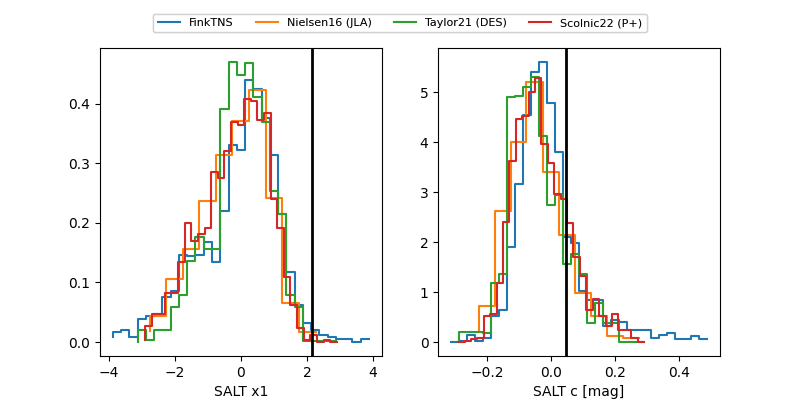 FinkTNS Nielsen16 (JLA) Taylor21 (DES) Scolnic22 (P+)
0.4
0.3
0.2
0.1
0.0
−4 −2 0 2 4
SALT x1
5
4
3
2
1
0
−0.2 0.0 0.2 0.4
SALT c [mag]